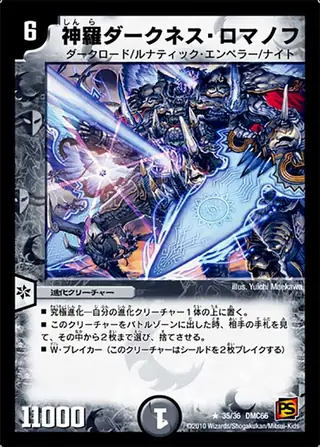 6
しんら
神羅ダークネス・ロマノフ
ダークロード/ルナティック・エンペラー/ナイト
illus. Yuichi Maekawa
進化クリーチャー
■ 究極進化―自分の進化クリーチャー1体の上に置く。
■ このクリーチャーをバトルゾーンに出した時、相手の手札を見て、その中から2枚まで選び、捨てさせる。
■ W・ブレイカー(このクリーチャーはシールドを2枚ブレイクする)
11000
1
★ 35/36 DMC66
©2010 Wizards/Shogakukan/Mitsui-Kids
PS